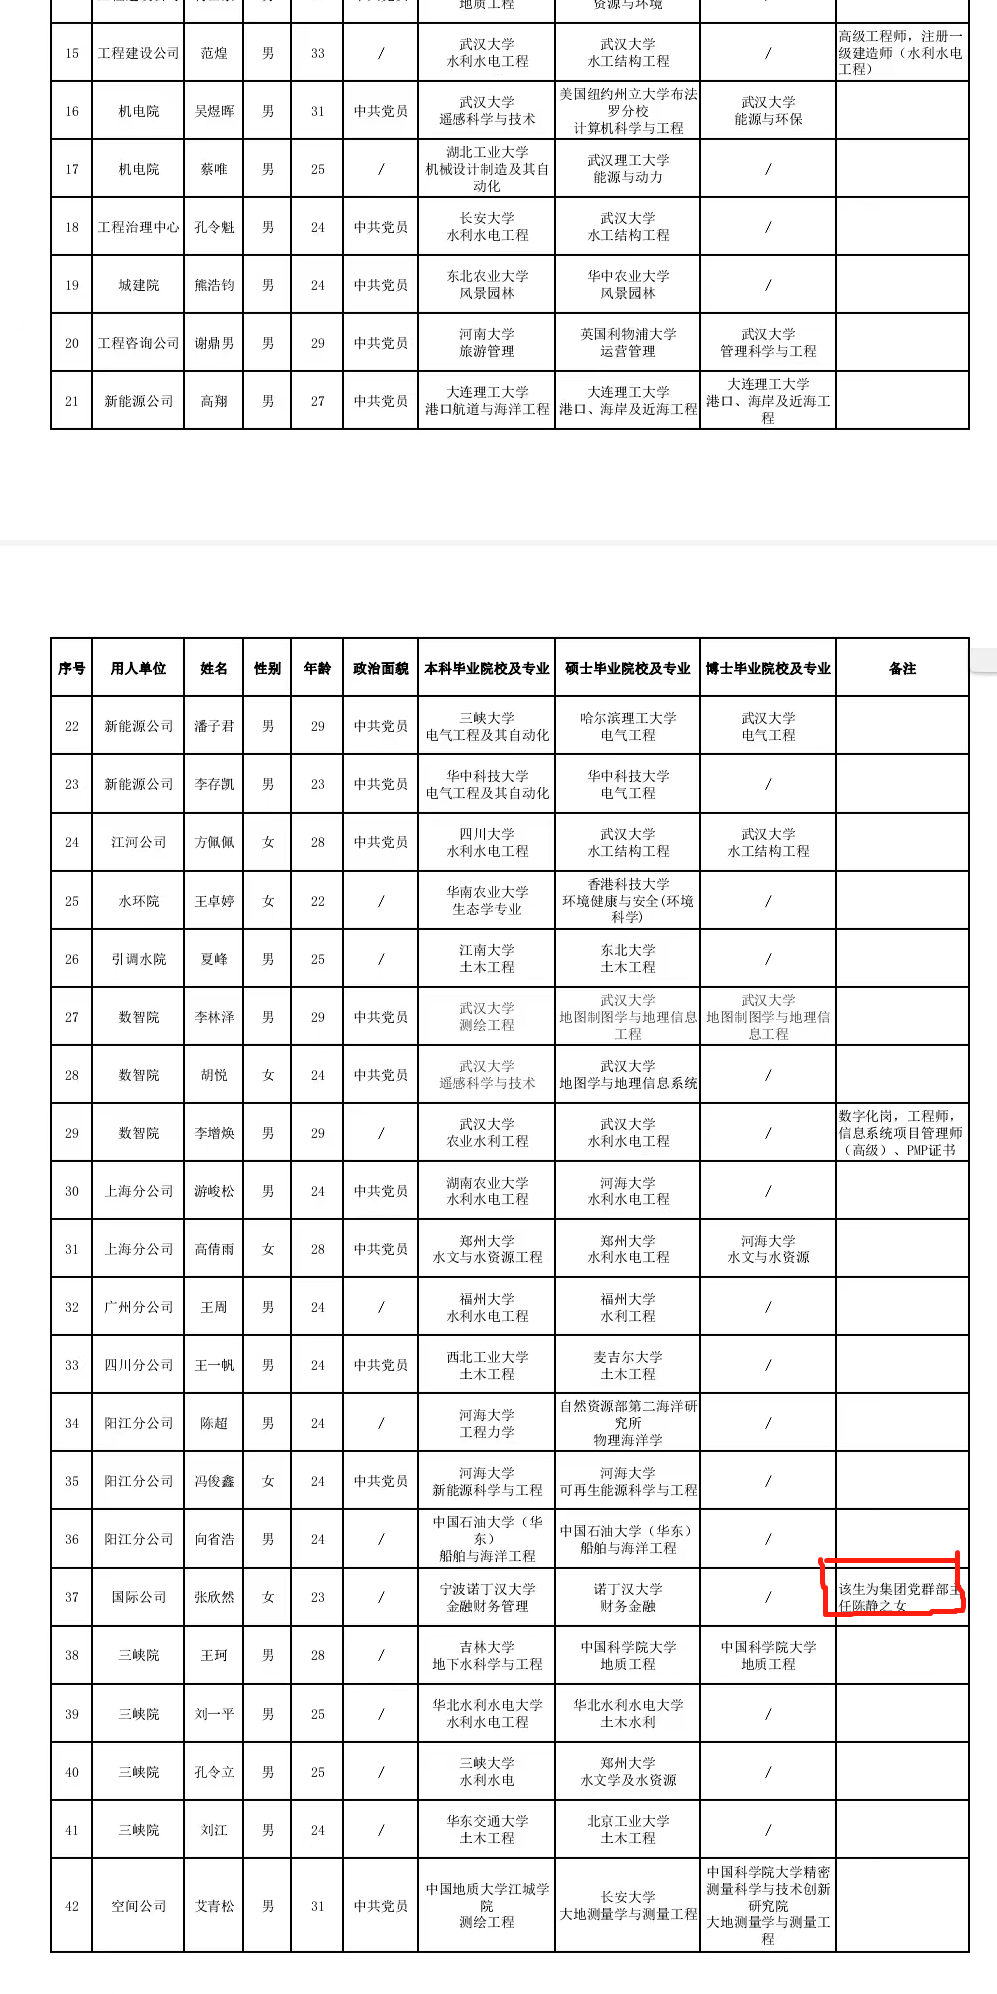 地质工程
资源与环境
/
15 工程建设公司 范煌 男 33 / 武汉大学 水利水电工程 武汉大学 水工结构工程 / 高级工程师，注册一级建造师（水利水电工程）
16 机电院 吴煜晖 男 31 中共党员 武汉大学 遥感科学与技术 美国纽约州立大学布法罗分校 计算机科学与工程 武汉大学 能源与环保
17 机电院 蔡唯 男 25 / 湖北工业大学 机械设计制造及其自动化 武汉理工大学 能源与动力 /
18 工程治理中心 孔令魁 男 24 中共党员 长安大学 水利水电工程 武汉大学 水工结构工程 /
19 城建院 熊浩钧 男 24 中共党员 东北农业大学 风景园林 华中农业大学 风景园林 /
20 工程咨询公司 谢鼎男 男 29 中共党员 河南大学 旅游管理 英国利物浦大学 运营管理 武汉大学 管理科学与工程
21 新能源公司 高翔 男 27 中共党员 大连理工大学 港口航道与海洋工程 大连理工大学 港口、海岸及近海工程 大连理工大学 港口、海岸及近海工程
序号 用人单位 姓名 性别 年龄 政治面貌 本科毕业院校及专业 硕士毕业院校及专业 博士毕业院校及专业 备注
22 新能源公司 潘子君 男 29 中共党员 三峡大学 电气工程及其自动化 哈尔滨理工大学 电气工程 武汉大学 电气工程
23 新能源公司 李存凯 男 23 中共党员 华中科技大学 电气工程及其自动化 华中科技大学 电气工程 /
24 江河公司 方佩佩 女 28 中共党员 四川大学 水利水电工程 武汉大学 水工结构工程 武汉大学 水工结构工程
25 水环院 王卓婷 女 22 / 华南农业大学 生态学专业 香港科技大学 环境健康与安全(环境科学) /
26 引调水院 夏峰 男 25 / 江南大学 土木工程 东北大学 土木工程 /
27 数智院 李林泽 男 29 中共党员 武汉大学 测绘工程 武汉大学 地图制图学与地理信息工程 武汉大学 地图制图学与地理信息工程
28 数智院 胡悦 女 24 中共党员 武汉大学 遥感科学与技术 武汉大学 地图学与地理信息系统 /
29 数智院 李增焕 男 29 / 武汉大学 农业水利工程 武汉大学 水利水电工程 / 数字化岗，工程师，信息系统项目管理师（高级）、PMP证书
30 上海分公司 游峻松 男 24 中共党员 湖南农业大学 水利水电工程 河海大学 水利水电工程 /
31 上海分公司 高倩雨 女 28 中共党员 郑州大学 水文与水资源工程 郑州大学 水利水电工程 河海大学 水文与水资源
32 广州分公司 王周 男 24 / 福州大学 水利水电工程 福州大学 水利工程 /
33 四川分公司 王一帆 男 24 中共党员 西北工业大学 土木工程 麦吉尔大学 土木工程 /
34 阳江分公司 陈超 男 24 / 河海大学 工程力学 自然资源部第二海洋研究所 物理海洋学 /
35 阳江分公司 冯俊鑫 女 24 中共党员 河海大学 新能源科学与工程 河海大学 可再生能源科学与工程 /
36 阳江分公司 向省浩 男 24 / 中国石油大学（华东） 船舶与海洋工程 中国石油大学（华东） 船舶与海洋工程 /
37 国际公司 张欣然 女 23 / 宁波诺丁汉大学 金融财务管理 诺丁汉大学 财务金融 / 该生为集团党群部主任陈静之女
38 三峡院 王珂 男 28 / 吉林大学 地下水科学与工程 中国科学院大学 地质工程 中国科学院大学 地质工程
39 三峡院 刘一平 男 25 / 华北水利水电大学 水利水电工程 华北水利水电大学 土木水利 /
40 三峡院 孔令立 男 25 / 三峡大学 水利水电 郑州大学 水文学及水资源 /
41 三峡院 刘江 男 24 / 华东交通大学 土木工程 北京工业大学 土木工程 /
42 空间公司 艾青松 男 31 中共党员 中国地质大学江城学院 测绘工程 长安大学 大地测量学与测量工程 中国科学院大学精密测量科学与技术创新研究院 大地测量学与测量工程